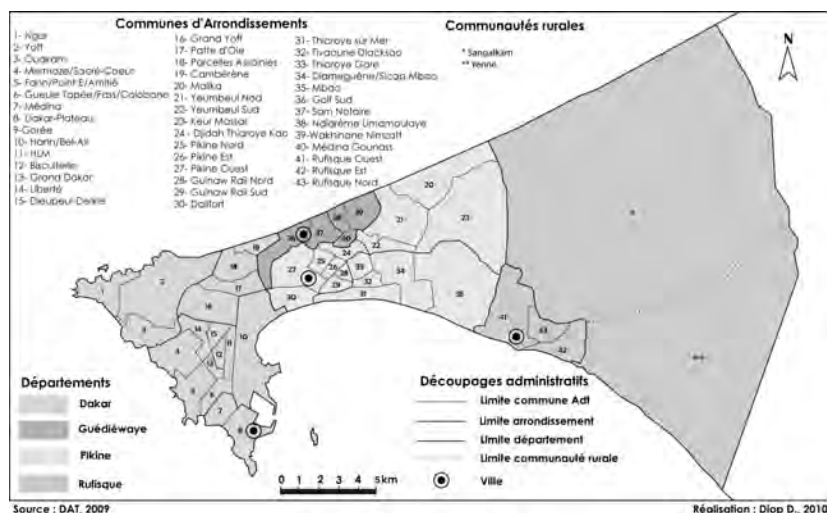 Communes d'Arrondissements
1- Ngor
2- Yoff
3- Ouakam
4- Mermoze/Sacré-Coeur
5- Fann/Point E/Amitié
6- Gueule Tapée/Fass/Colobane
7- Médina
8- Dakar-Plateau
9-Gorée
10- Hann/Bel-Air
11- HLM
12- Biscuiterie
13- Grand Dakar
14- Liberté
15- Dieupeul-Derklé
16- Grand Yoff
17- Patte d'Oie
18- Parcelles Assainies
19- Cambérène
20- Malika
21- Yeumbeul Nord
22- Yeumbeul Sud
23- Keur Massar
24- Djidah Thiaroye Kao
25- Pikine Nord
26- Pikine Est
27- Pikine Ouest
28- Guinaw Rail Nord
29- Guinaw Rail Sud
30- Dalifort
31- Thiaroye sur Mer
32- Tivaoune Diacksao
33- Thiaroye Gare
34- Diamaguène/Sicap Mbao
35- Mbao
36- Golf Sud
37- Sam Notaire
38- Ndiarème Limamoulaye
39-Wakhinane Nimzatt
40- Médina Gounass
41- Rufisque Ouest
42- Rufisque Est
43- Rufisque Nord
Communautés rurales
* Sangalkam
** Yenne
N
Départements
Dakar
Guédiéwaye
Pikine
Rufisque
0 1 2 3 4 5km
Découpages administratifs
Limite commune Adt
Limite arrondissement
Limite département
Limite communauté rurale
Ville
Source : DAT, 2009
Réalisation : Diop D., 2010